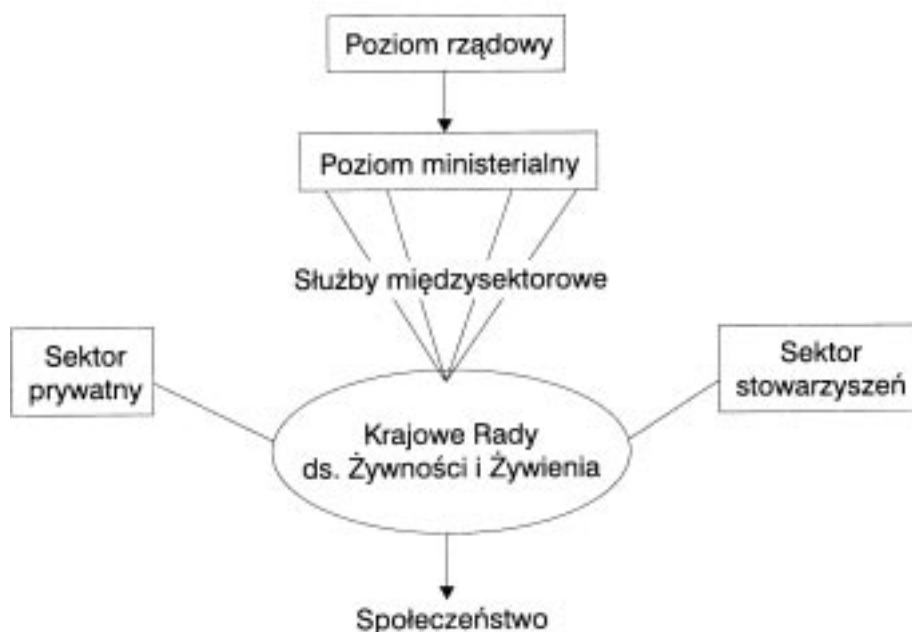 Poziom rządowy
Poziom ministerialny
Służby międzysektorowe
Sektor
prywatny
Sektor
stowarzyszeń
Krajowe Rady
ds. Żywności i Żywienia
Społeczeństwo